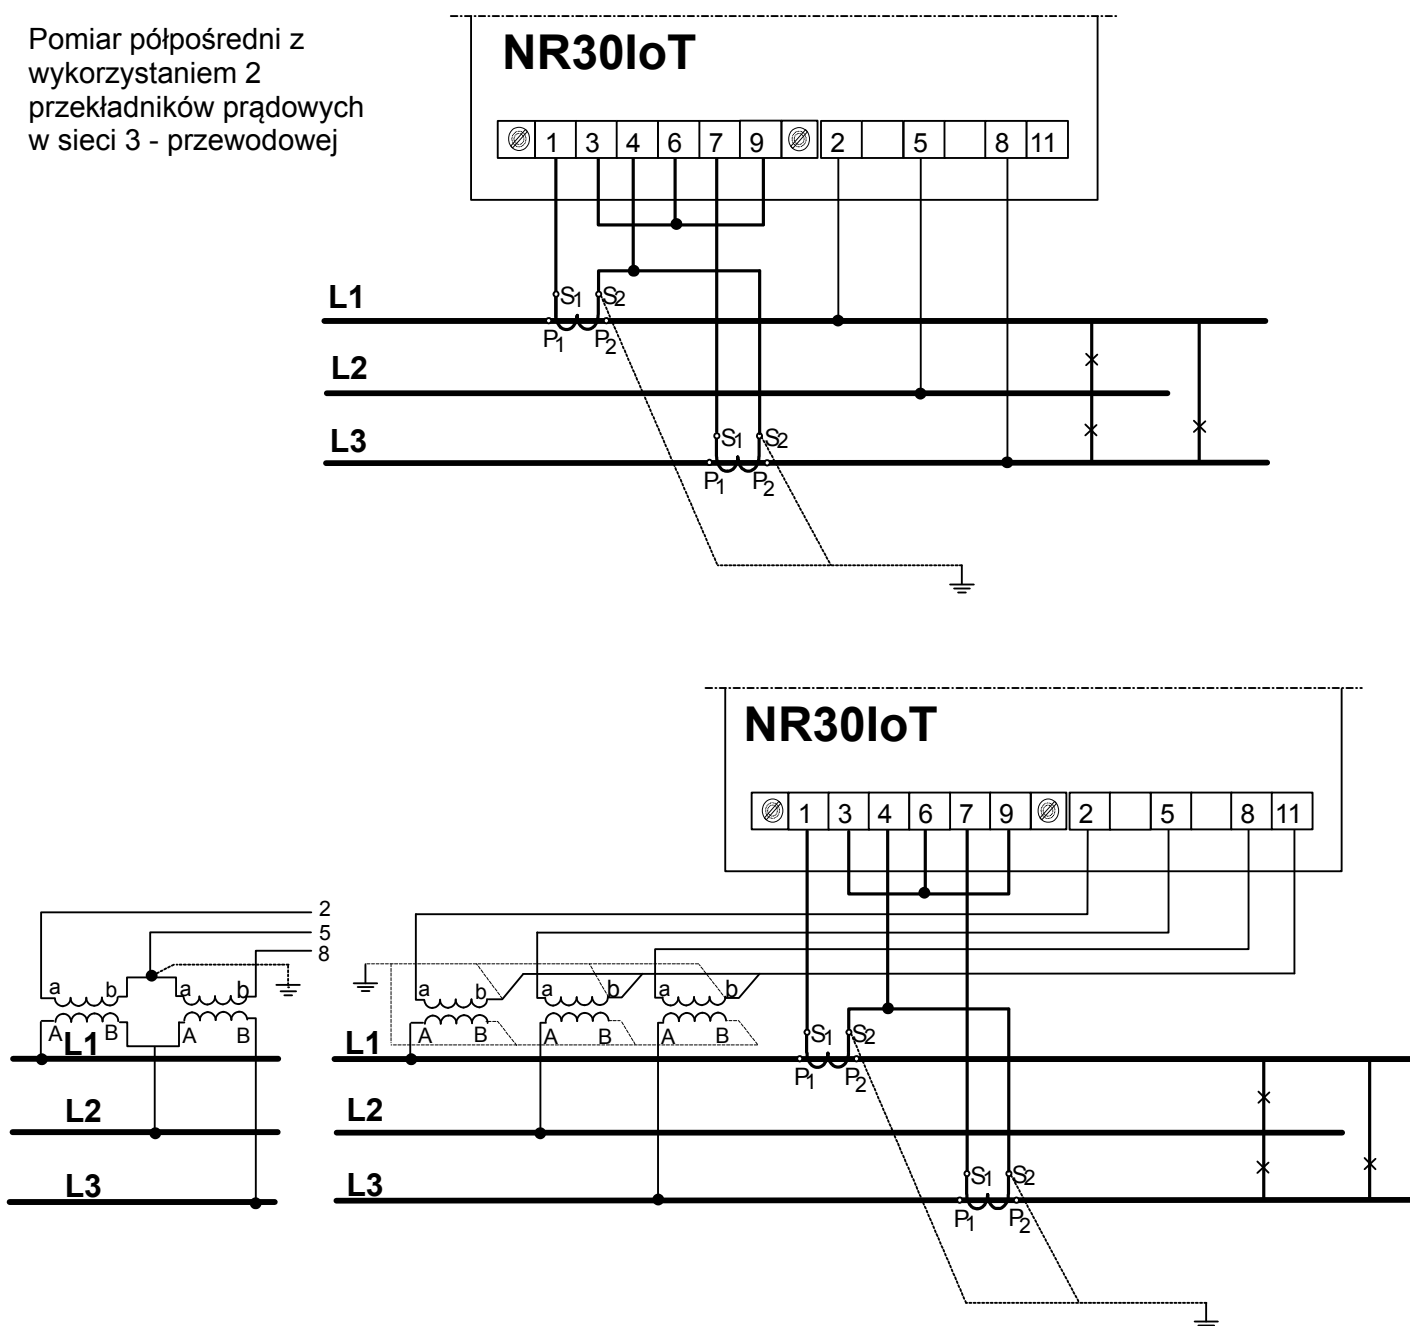 Pomiar półpośredni z
wykorzystaniem 2
przekładników prądowych
w sieci 3 - przewodowej
NR30IoT
1 3 4 6 7 9 2 5 8 11
L1
S1 S2
P1 P2
L2
L3
S1 S2
P1 P2
NR30IoT
1 3 4 6 7 9 2 5 8 11
2
5
8
a b a b
A B A B
L1
L2
L3
a b a b a b
A B A B A B
L1
S1 S2
P1 P2
L2
L3
S1 S2
P1 P2